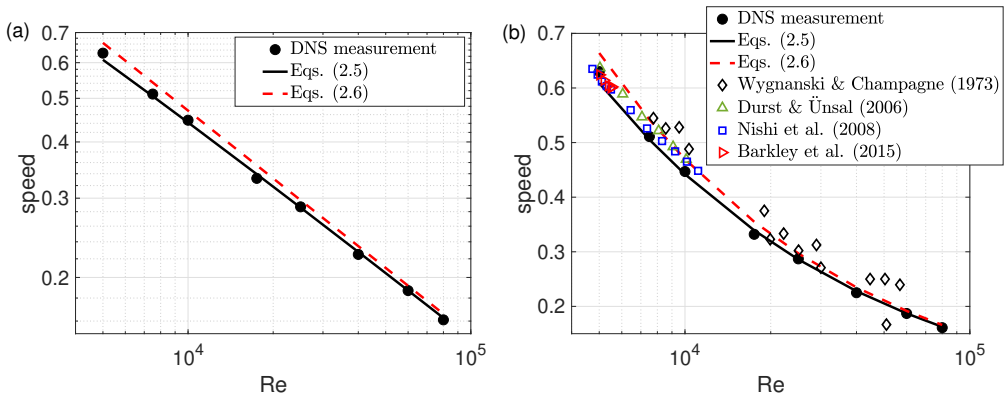 (a)
0.7
0.6
0.5
0.4
0.3
0.2
speed
10^4
10^5
Re
DNS measurement
Eqs. (2.5)
Eqs. (2.6)
(b)
0.7
0.6
0.5
0.4
0.3
0.2
speed
10^4
10^5
Re
DNS measurement
Eqs. (2.5)
Eqs. (2.6)
Wygnanski & Champagne (1973)
Durst & Ünsal (2006)
Nishi et al. (2008)
Barkley et al. (2015)